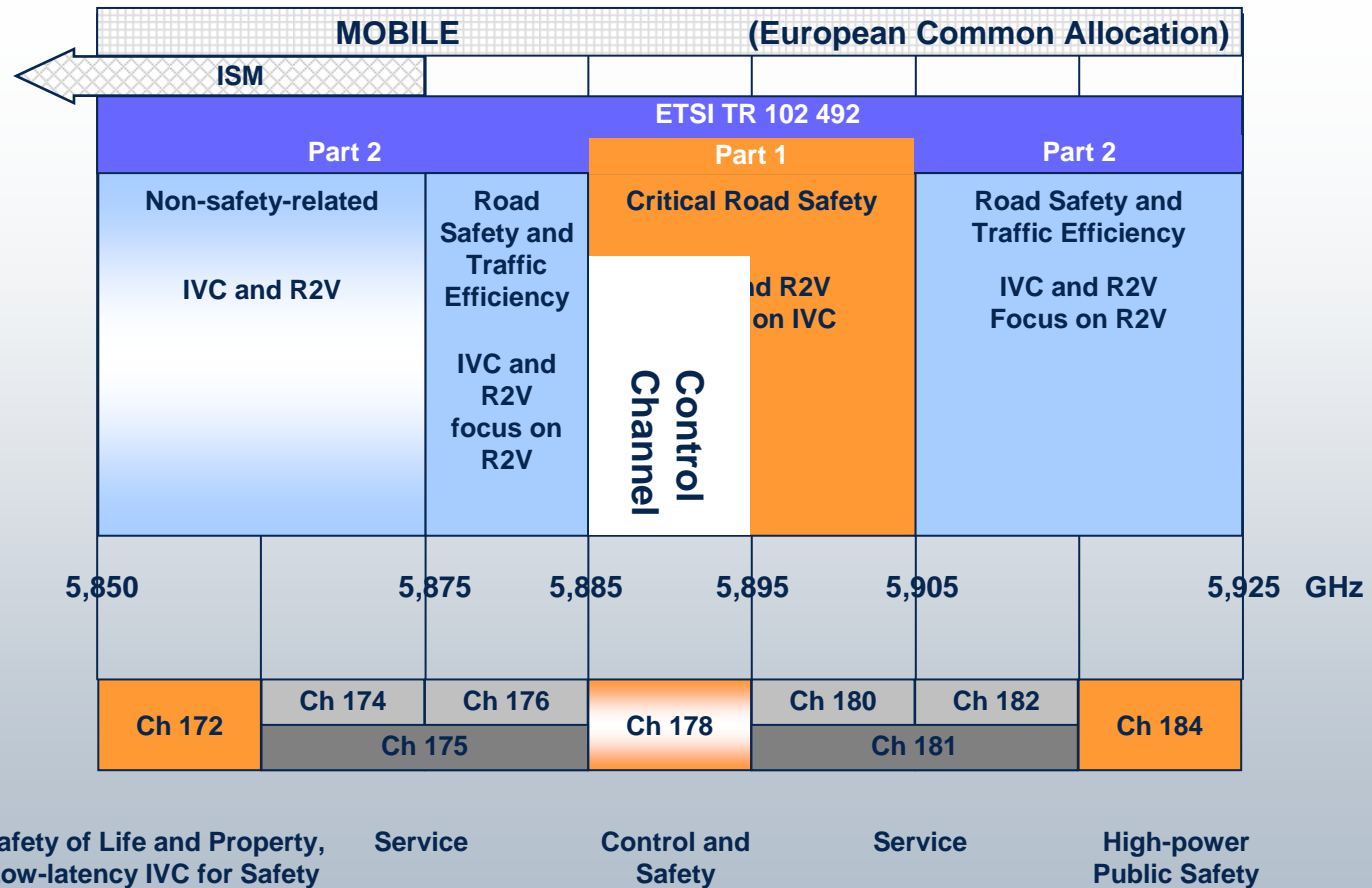 MOBILE (European Common Allocation)
ISM
ETSI TR 102 492
Part 2
Part 1
Part 2
Non-safety-related
IVC and R2V
Road
Safety and
Traffic
Efficiency
IVC and
R2V
focus on
R2V
Critical Road Safety
R2V
on IVC
Control
Channel
Road Safety and
Traffic Efficiency
IVC and R2V
Focus on R2V
5,850 5,875 5,885 5,895 5,905 5,925 GHz
Ch 172
Ch 174
Ch 176
Ch 175
Ch 178
Ch 180
Ch 182
Ch 181
Ch 184
of Life and Property,
IVC for Safety
Service
Control and
Safety
Service
High-power
Public Safety